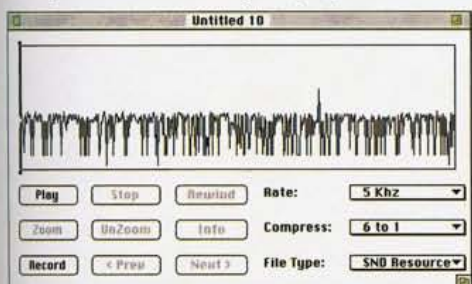 Untitled 10
Play Stop Rewind Rate: 5 Khz
Zoom UnZoom Info Compress: 6 to 1
Record < Prev Next > File Type: SND Resource